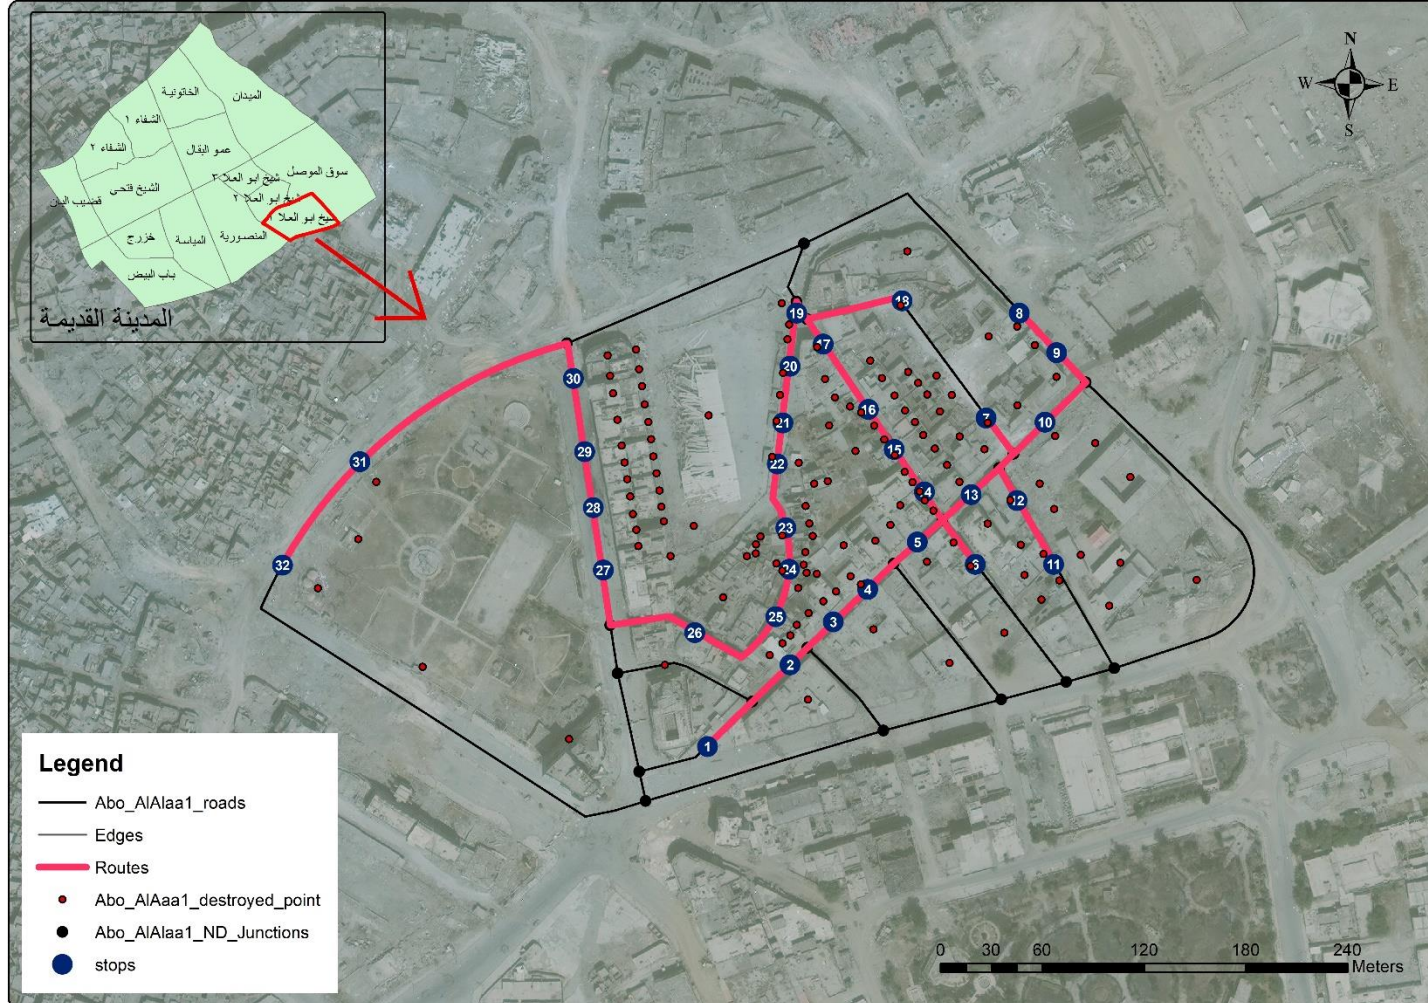 الخاتونية
الميدان
الشفاء ١
الشفاء ٢
عمو البقال
سوق الموصل
شيخ ابو العلا ٣
الشيخ فتحي
شيخ ابو العلا ٢
قضيب البان
شيخ ابو العلا ١
خزرج
المياسة
المنصورية
باب البيض
المدينة القديمة
N
W
E
S
18
19
8
17
9
20
30
16
7
21
10
15
29
31
22
14
13
12
28
23
5
32
27
24
6
11
4
25
3
26
2
1
Legend
Abo_AlAlaa1_roads
Edges
Routes
Abo_AlAaa1_destroyed_point
Abo_AlAlaa1_ND_Junctions
stops
0 30 60 120 180 240
Meters